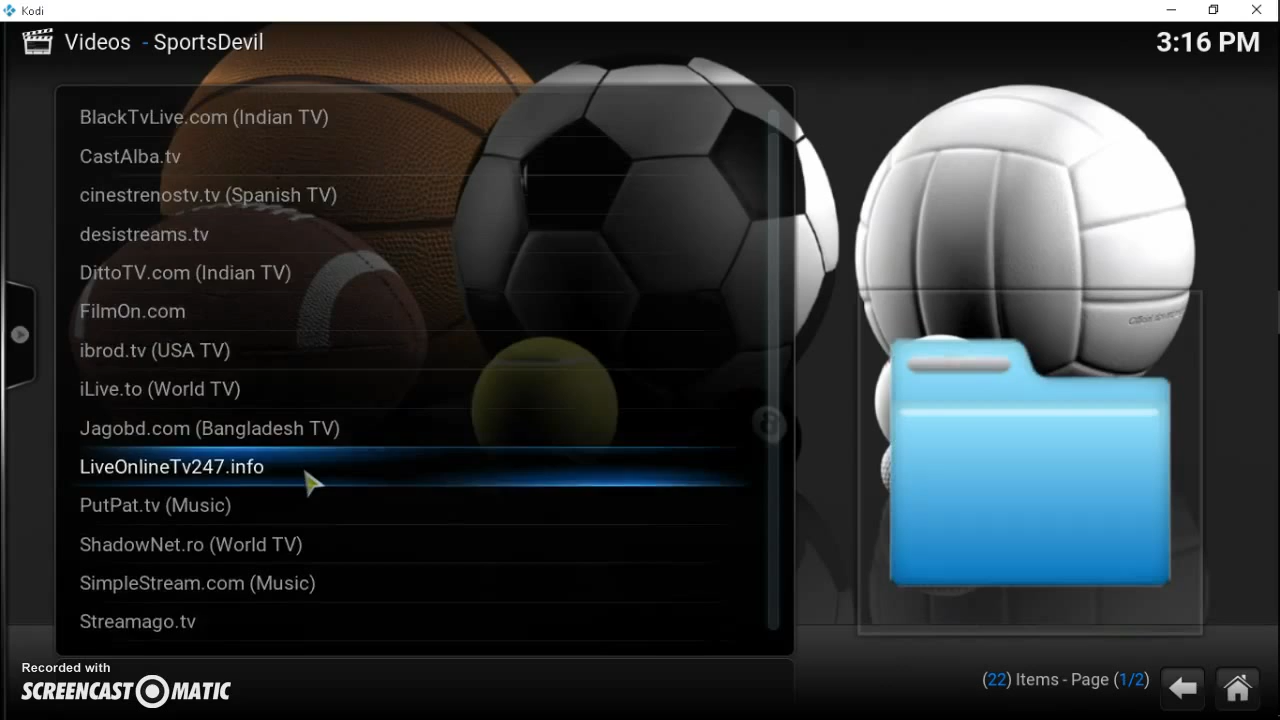 Kodi
Videos - SportsDevil
3:16 PM
BlackTvLive.com (Indian TV)
CastAlba.tv
cinestrenostv.tv (Spanish TV)
desistreams.tv
DittoTV.com (Indian TV)
FilmOn.com
ibrod.tv (USA TV)
iLive.to (World TV)
Jagobd.com (Bangladesh TV)
LiveOnlineTv247.info
PutPat.tv (Music)
ShadowNet.ro (World TV)
SimpleStream.com (Music)
Streamago.tv
Recorded with
SCREENCAST MATIC
(22) Items - Page (1/2)